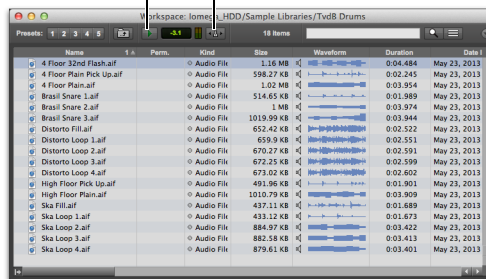 Workspace: Iomega_HDD/Sample Libraries/TvdB Drums
Presets: 1 2 3 4 5 -3.1 18 Items
Name 1 Perm. Kind Size Waveform Duration Date
4 Floor 32nd Flash.aif Audio File 1.16 MB 0:04.484 May 23, 2013
4 Floor Plain Pick Up.aif Audio File 598.27 KB 0:02.245 May 23, 2013
4 Floor Plain.aif Audio File 1.02 MB 0:03.954 May 23, 2013
Brasil Snare 1.aif Audio File 514.65 KB 0:01.989 May 23, 2013
Brasil Snare 2.aif Audio File 1 MB 0:03.974 May 23, 2013
Brasil Snare 3.aif Audio File 1019.99 KB 0:03.944 May 23, 2013
Distorto Fill.aif Audio File 652.42 KB 0:02.522 May 23, 2013
Distorto Loop 1.aif Audio File 659.9 KB 0:02.551 May 23, 2013
Distorto Loop 2.aif Audio File 670.27 KB 0:02.591 May 23, 2013
Distorto Loop 3.aif Audio File 672.25 KB 0:02.599 May 23, 2013
Distorto Loop 4.aif Audio File 673.02 KB 0:02.602 May 23, 2013
High Floor Pick Up.aif Audio File 491.96 KB 0:01.901 May 23, 2013
High Floor Plain.aif Audio File 1010.79 KB 0:03.909 May 23, 2013
Ska Fill.aif Audio File 437.11 KB 0:01.689 May 23, 2013
Ska Loop 1.aif Audio File 433.12 KB 0:01.673 May 23, 2013
Ska Loop 2.aif Audio File 884.97 KB 0:03.422 May 23, 2013
Ska Loop 3.aif Audio File 882.58 KB 0:03.413 May 23, 2013
Ska Loop 4.aif Audio File 879.61 KB 0:03.401 May 23, 2013